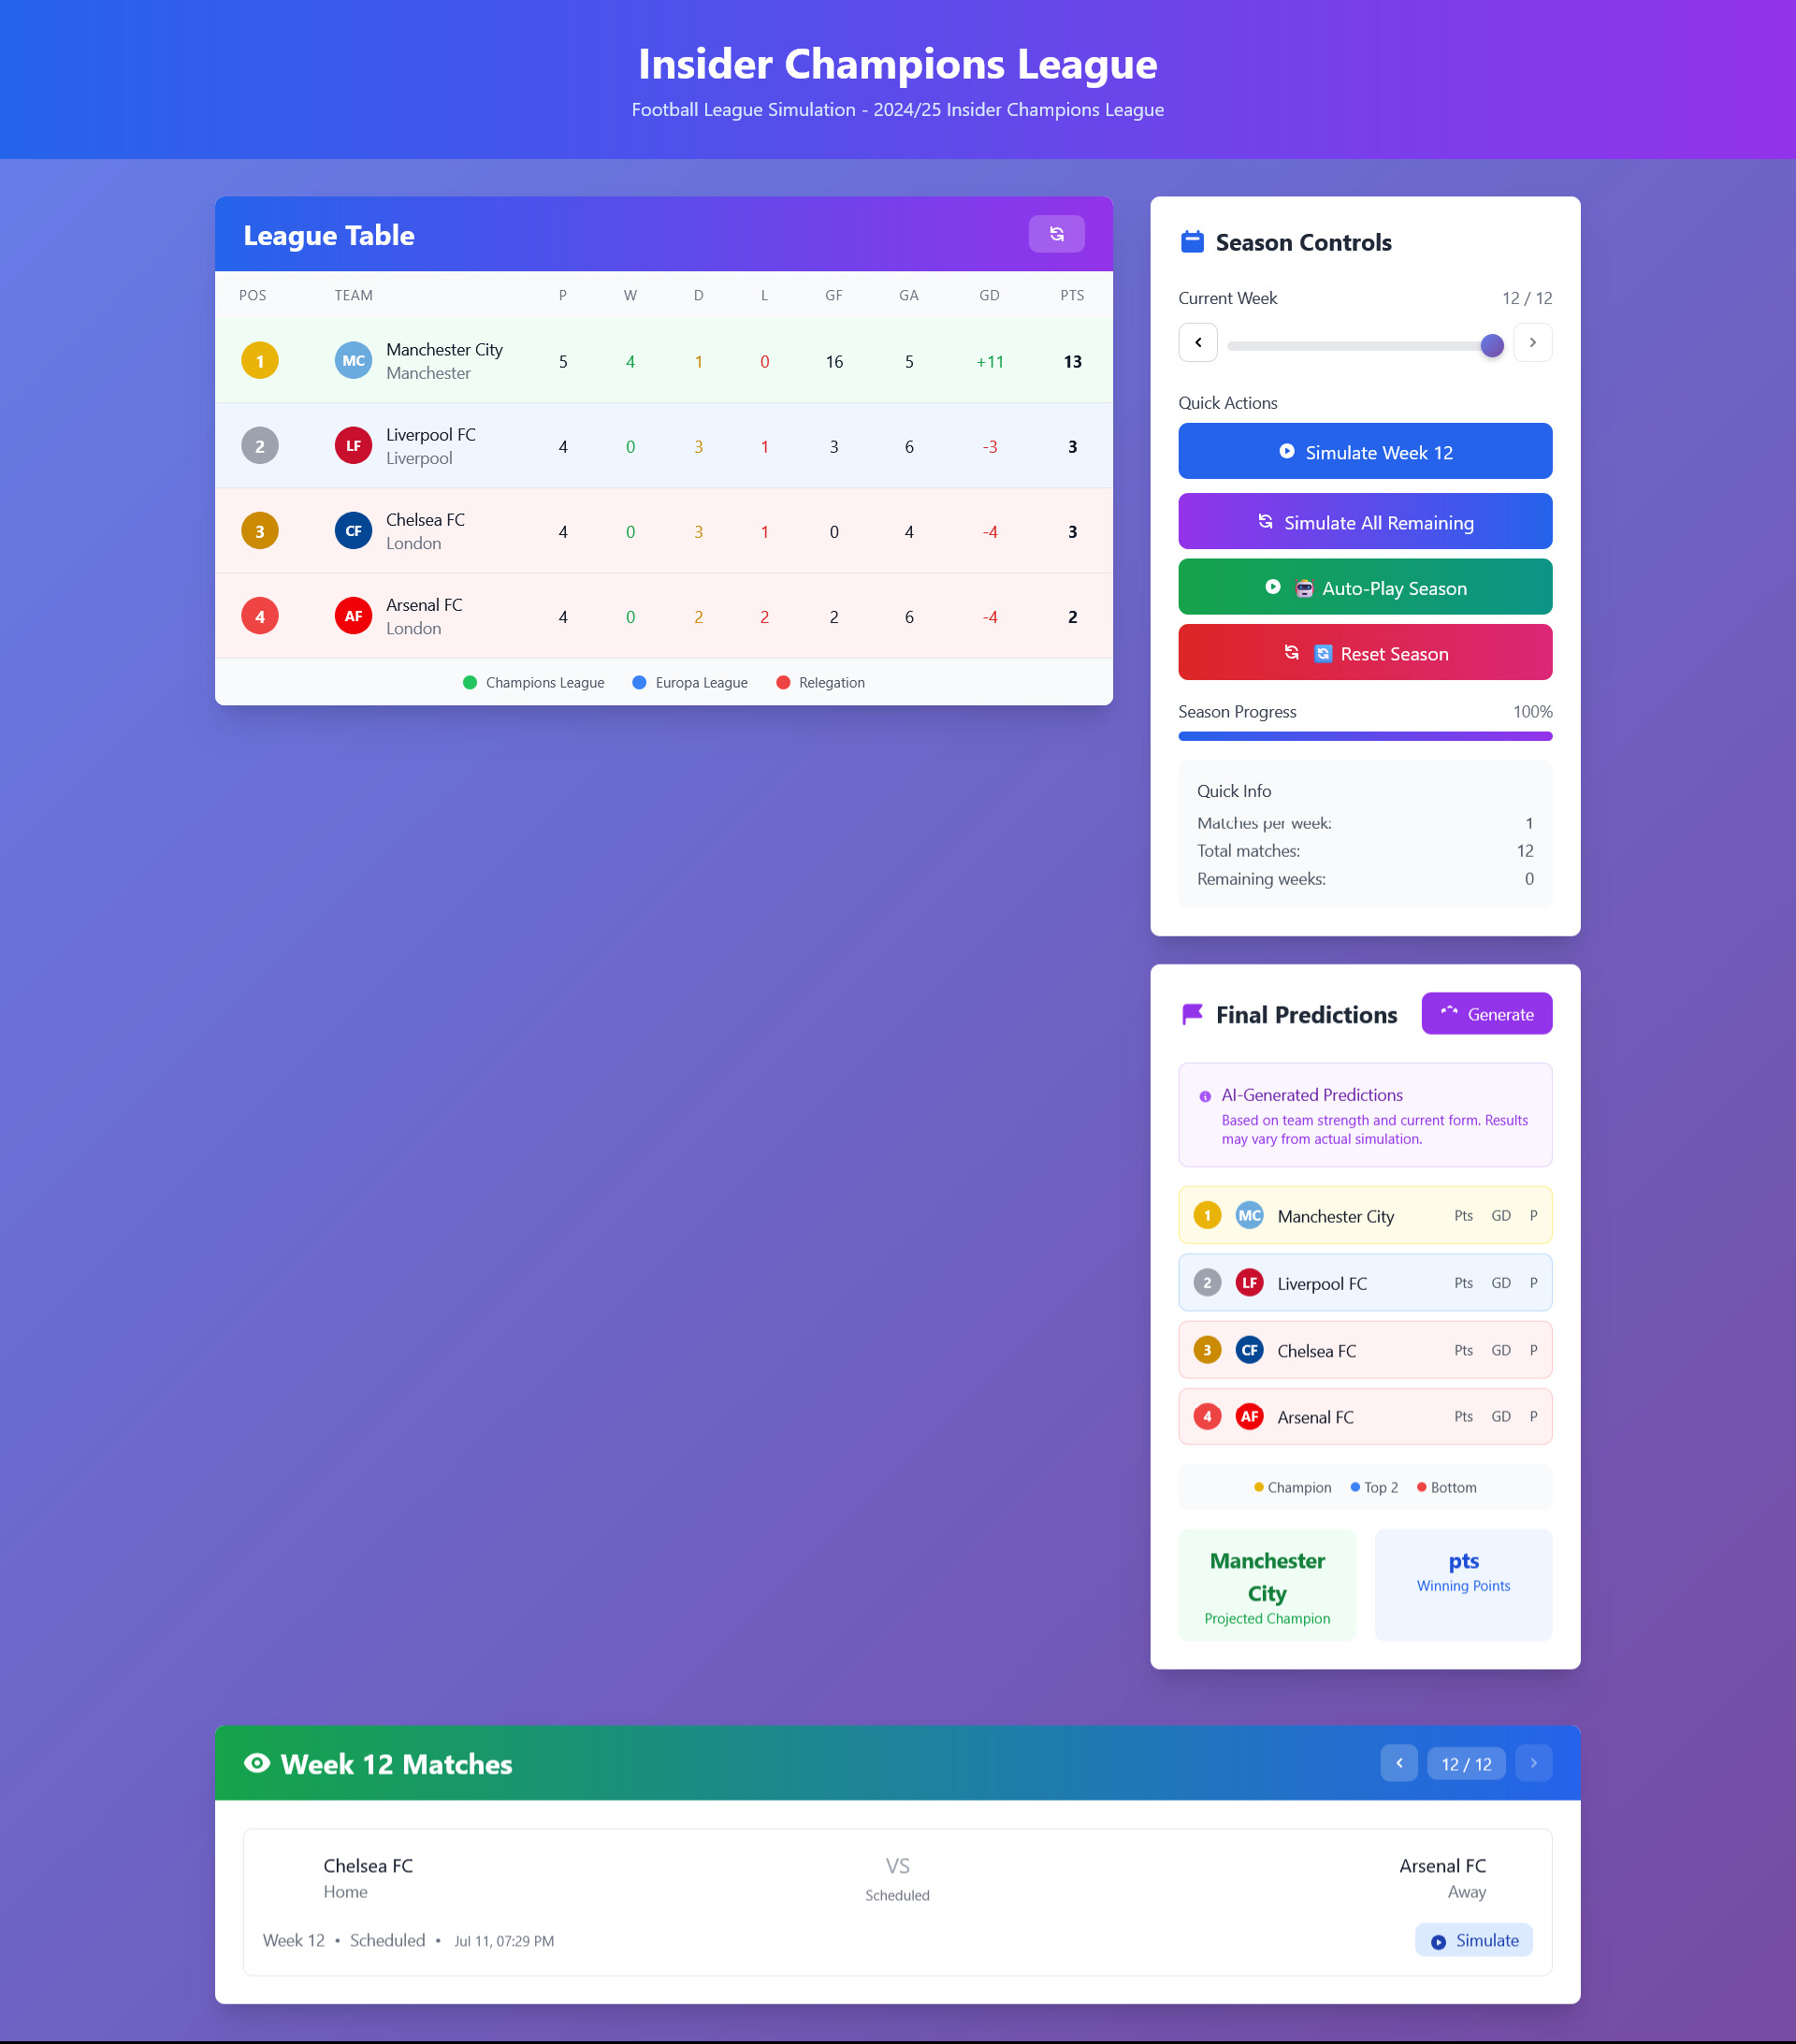 Insider Champions League
Football League Simulation - 2024/25 Insider Champions League
League Table
POS TEAM P W D L GF GA GD PTS
1 MC Manchester City 5 4 1 0 16 5 +11 13
Manchester
2 LF Liverpool FC 4 0 3 1 3 6 -3 3
Liverpool
3 CF Chelsea FC 4 0 3 1 0 4 -4 3
London
4 AF Arsenal FC 4 0 2 2 2 6 -4 2
London
Champions League Europa League Relegation
Season Controls
Current Week 12 / 12
Quick Actions
Simulate Week 12
Simulate All Remaining
Auto-Play Season
Reset Season
Season Progress 100%
Quick Info
Matches per week: 1
Total matches: 12
Remaining weeks: 0
Final Predictions Generate
AI-Generated Predictions
Based on team strength and current form. Results
may vary from actual simulation.
1 MC Manchester City Pts GD P
2 LF Liverpool FC Pts GD P
3 CF Chelsea FC Pts GD P
4 AF Arsenal FC Pts GD P
Champion Top 2 Bottom
Manchester
City
Projected Champion
pts
Winning Points
Week 12 Matches 12 / 12
Chelsea FC VS Arsenal FC
Home Scheduled Away
Week 12 • Scheduled • Jul 11, 07:29 PM Simulate